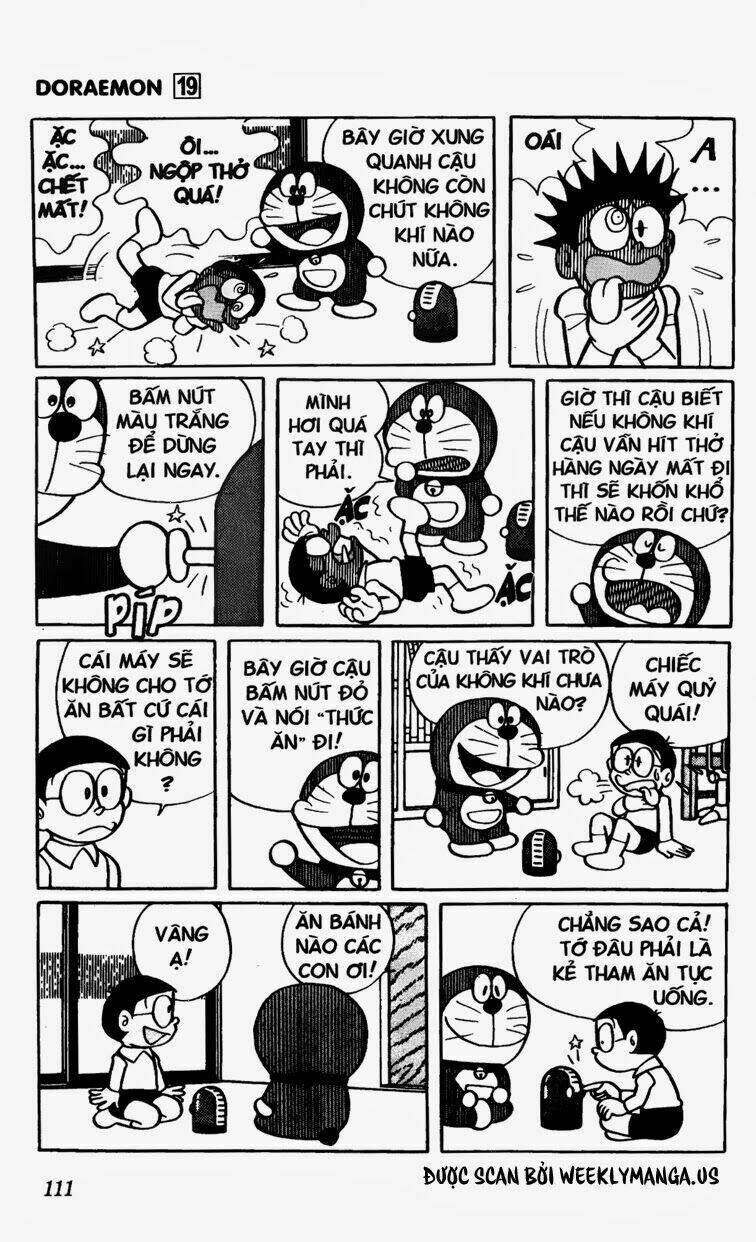 DORAEMON 19
A
...
OÁI
BÂY GIỜ XUNG
QUANH CẬU
KHÔNG CÒN
CHÚT KHÔNG
KHÍ NÀO
NỮA.
ÔI...
NGỘP THỞ
QUÁ!
ẶC
ẶC...
CHẾT
MẤT!
GIỜ THÌ CẬU BIẾT
NẾU KHÔNG KHÍ
CẬU VẪN HÍT THỞ
HÀNG NGÀY MẤT ĐI
THÌ SẼ KHỐN KHỔ
THẾ NÀO RỒI CHỨ?
MÌNH
HƠI QUÁ
TAY THÌ
PHẢI.
ẶC
ẶC
BẤM NÚT
MÀU TRẮNG
ĐỂ DỪNG
LẠI NGAY.
PÍP
CHIẾC
MÁY QUỶ
QUÁI!
CẬU THẤY VAI TRÒ
CỦA KHÔNG KHÍ CHƯA
NÀO?
BÂY GIỜ CẬU
BẤM NÚT ĐỎ
VÀ NÓI "THỨC
ĂN" ĐI!
CÁI MÁY SẼ
KHÔNG CHO TỚ
ĂN BẤT CỨ CÁI
GÌ PHẢI
KHÔNG
?
CHẲNG SAO CẢ!
TỚ ĐÂU PHẢI LÀ
KẺ THAM ĂN TỤC
UỐNG.
ĂN BÁNH
NÀO CÁC
CON ƠI!
VÂNG
Ạ!
111
ĐƯỢC SCAN BỞI WEEKLYMANGA.US